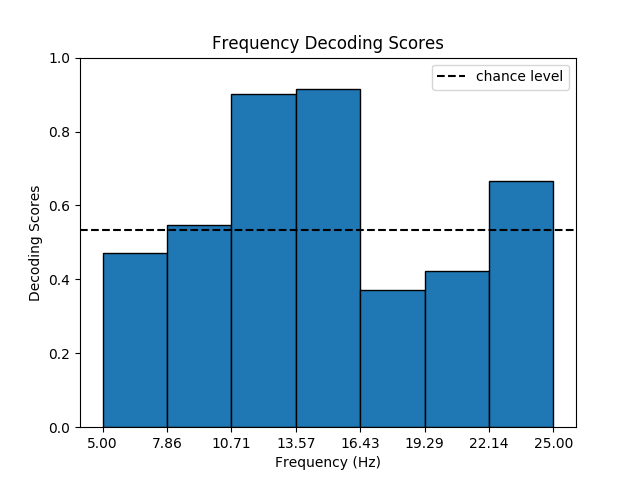 Frequency Decoding Scores
chance level
1.0
0.8
0.6
0.4
0.2
0.0
Decoding Scores
5.00 7.86 10.71 13.57 16.43 19.29 22.14 25.00
Frequency (Hz)